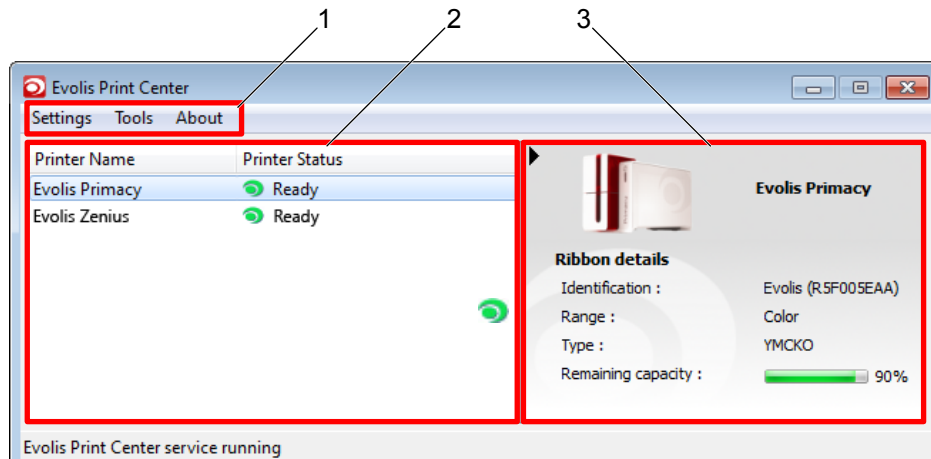 1 2 3
Evolis Print Center
Settings Tools About
Printer Name Printer Status
Evolis Primacy Ready
Evolis Zenius Ready
Evolis Primacy
Ribbon details
Identification : Evolis (R5F005EAA)
Range : Color
Type : YMCKO
Remaining capacity : 90%
Evolis Print Center service running